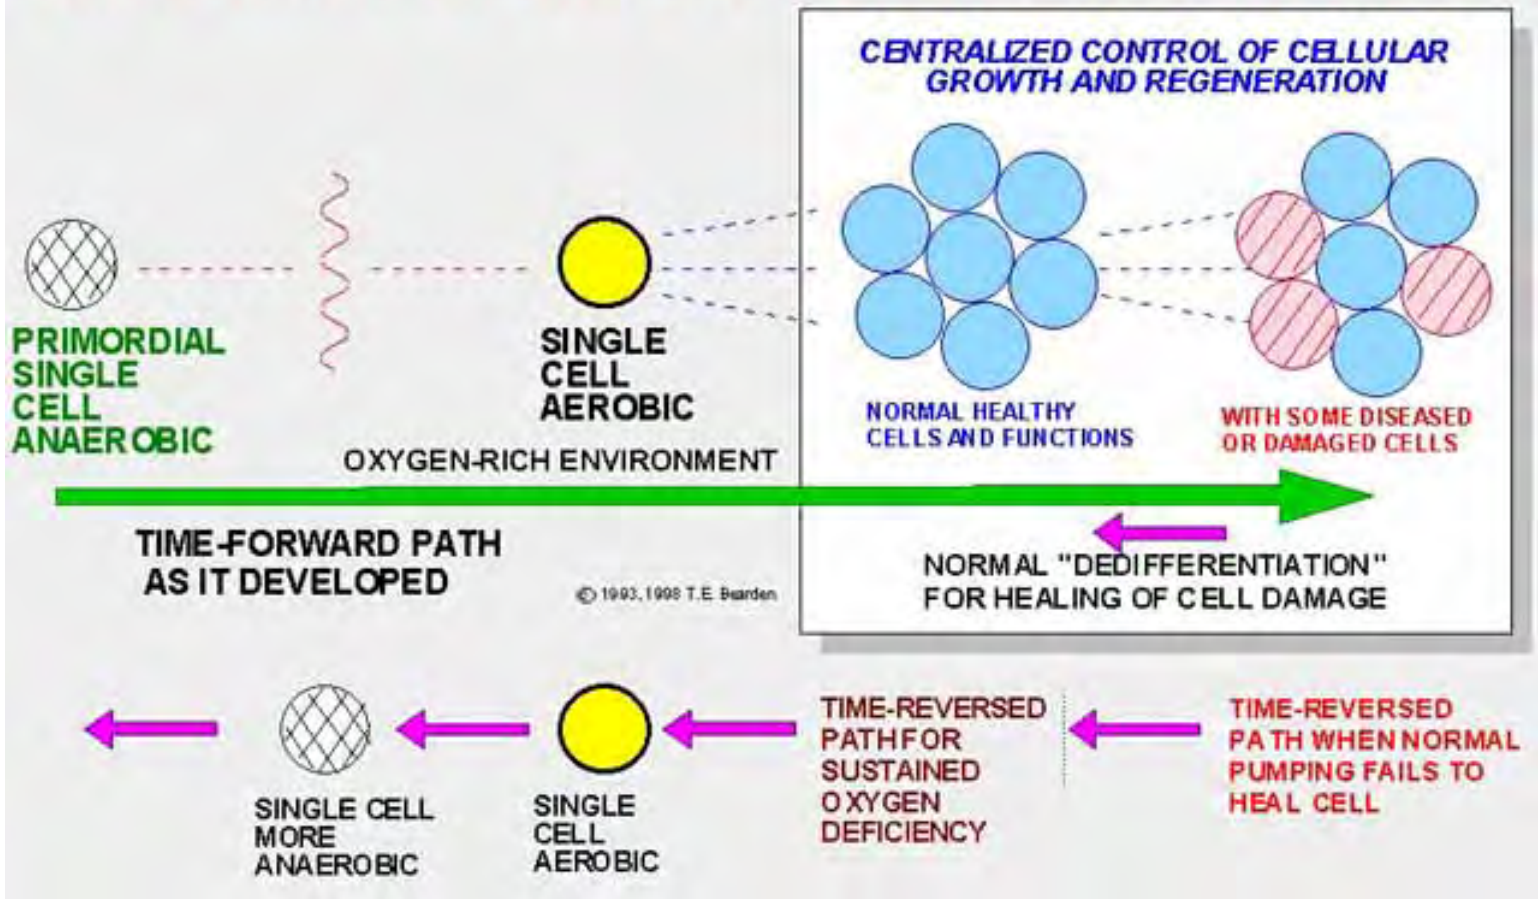 CENTRALIZED CONTROL OF CELLULAR
GROWTH AND REGENERATION
PRIMORDIAL
SINGLE
CELL
ANAEROBIC
SINGLE
CELL
AEROBIC
NORMAL HEALTHY
CELLS AND FUNCTIONS
WITH SOME DISEASED
OR DAMAGED CELLS
OXYGEN-RICH ENVIRONMENT
TIME-FORWARD PATH
AS IT DEVELOPED
© 1993, 1998 T.E. Bearden
NORMAL "DEDIFFERENTIATION"
FOR HEALING OF CELL DAMAGE
SINGLE CELL
MORE
ANAEROBIC
SINGLE
CELL
AEROBIC
TIME-REVERSED
PATH FOR
SUSTAINED
OXYGEN
DEFICIENCY
TIME-REVERSED
PATH WHEN NORMAL
PUMPING FAILS TO
HEAL CELL